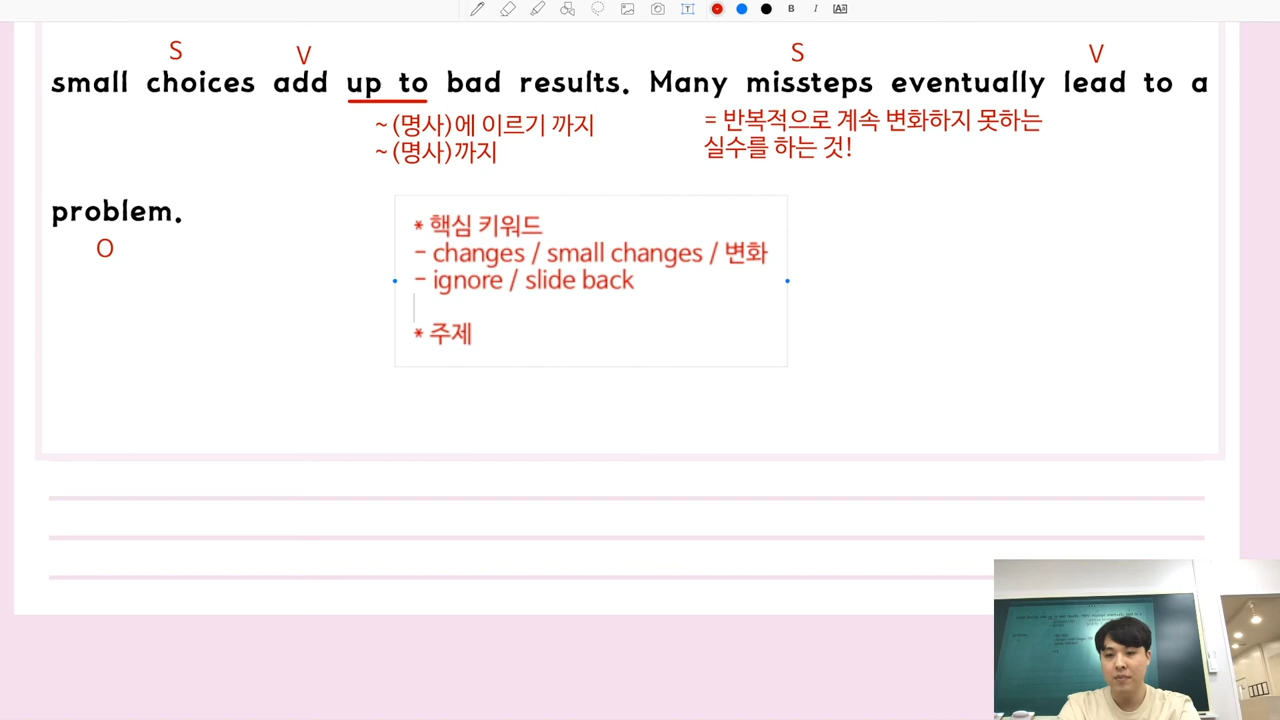 S V S V
small choices add up to bad results. Many missteps eventually lead to a
~ (명사)에 이르기 까지
~ (명사)까지
= 반복적으로 계속 변화하지 못하는
실수를 하는 것!
problem.
O
* 핵심 키워드
- changes / small changes / 변화
- ignore / slide back
* 주제